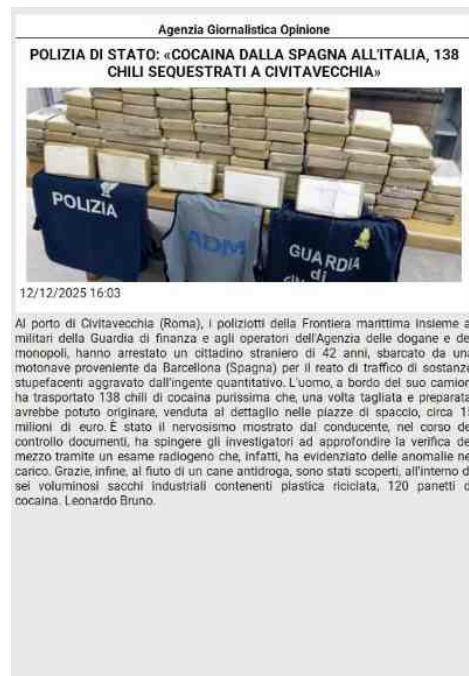 Agenzia Giornalistica Opinione
POLIZIA DI STATO: «COCAINA DALLA SPAGNA ALL'ITALIA, 138
CHILI SEQUESTRATI A CIVITAVECCHIA»
POLIZIA
ADM
GUARDIA
di
12/12/2025 16:03
Al porto di Civitavecchia (Roma), i poliziotti della Frontiera marittima insieme a
militari della Guardia di finanza e agli operatori dell'Agenzia delle dogane e de
monopoli, hanno arrestato un cittadino straniero di 42 anni, sbarcato da una
motonave proveniente da Barcellona (Spagna) per il reato di traffico di sostanze
stupefacenti aggravato dall'ingente quantitativo. L'uomo, a bordo del suo camion
ha trasportato 138 chili di cocaina purissima che, una volta tagliata e preparata
avrebbe potuto originare, venduta al dettaglio nelle piazze di spaccio, circa 15
milioni di euro. È stato il nervosismo mostrato dal conducente, nel corso de
controllo documenti, ha spingere gli investigatori ad approfondire la verifica de
mezzo tramite un esame radiogeno che, infatti, ha evidenziato delle anomalie ne
carico. Grazie, infine, al fiuto di un cane antidroga, sono stati scoperti, all'interno d
sei voluminosi sacchi industriali contenenti plastica riciclata, 120 panetti d
cocaina. Leonardo Bruno.